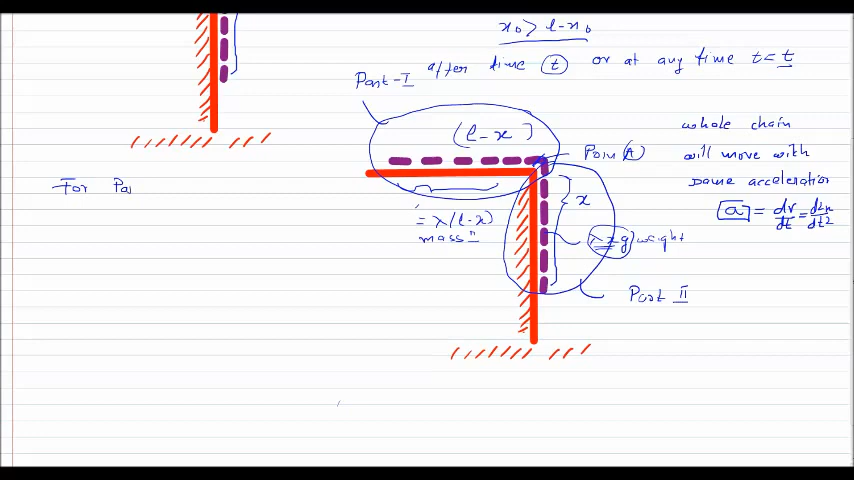 x₀ > l-x₀
after time (t) or at any time t = t
Part-I
(l-x)
whole chain
Poin (A)
will move with
For Pa
same acceleration
x
a = dv/dt = d²x/dt²
= λ(l-x)
mass
λxg} weight
Part II